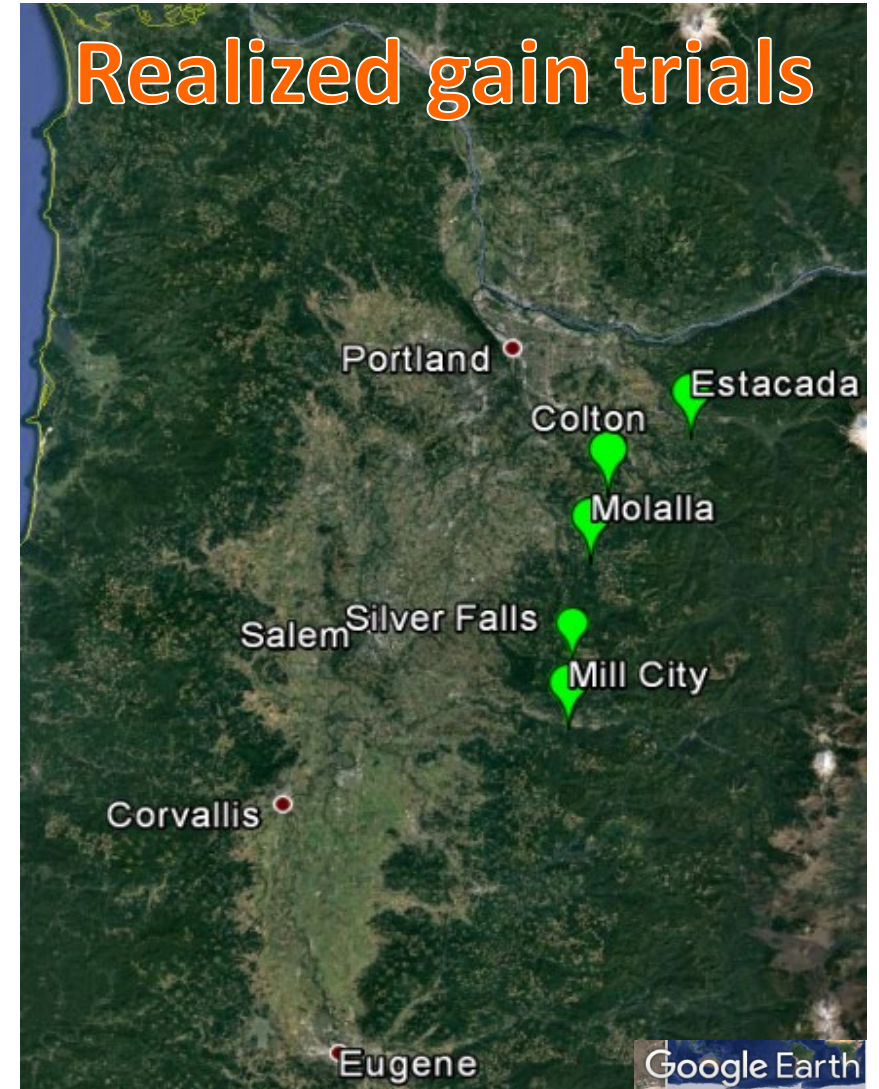 Realized gain trials
Portland
Estacada
Colton
Molalla
Silver Falls
Salem
Mill City
Corvallis
Eugene
Google Earth